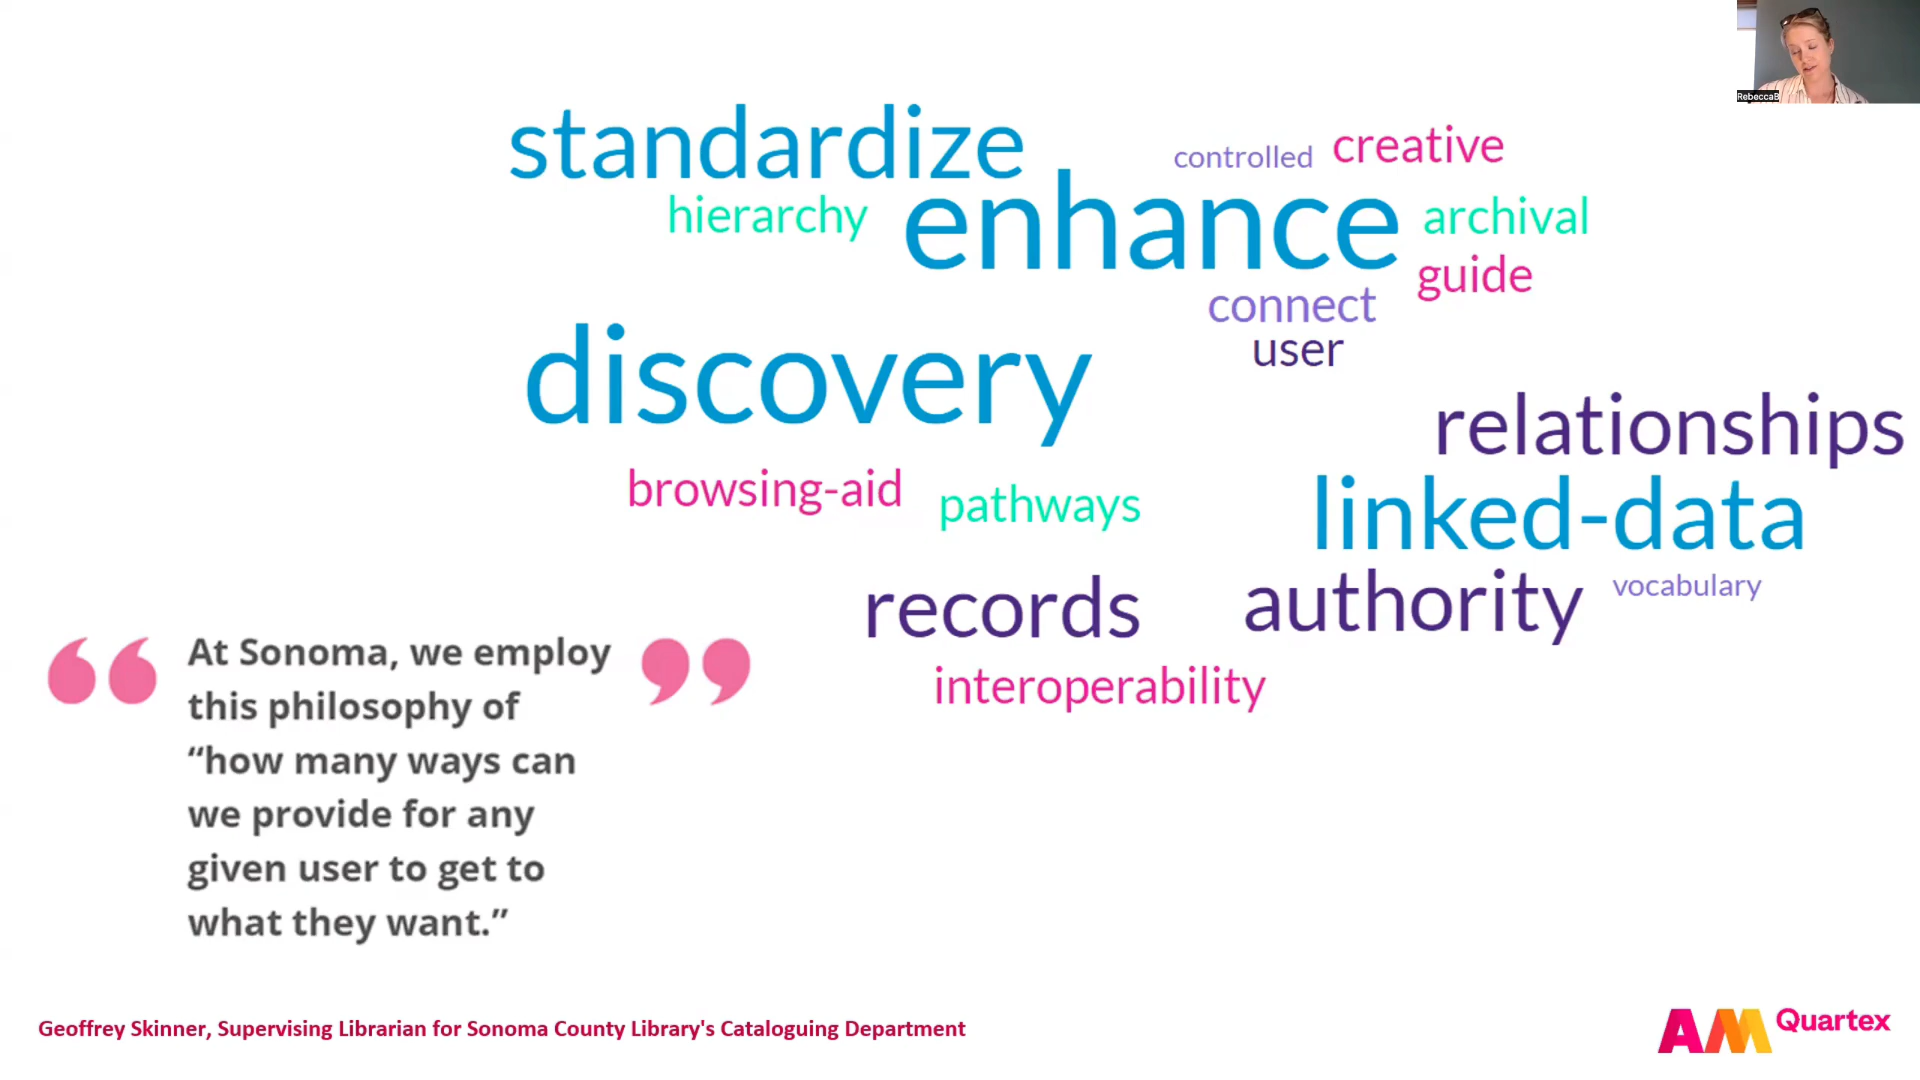 RebeccaB
standardize
controlled creative
hierarchy enhance archival
guide
connect
user
discovery
relationships
browsing-aid pathways linked-data
records authority vocabulary
interoperability
“ At Sonoma, we employ ”
this philosophy of
“how many ways can
we provide for any
given user to get to
what they want.”
Geoffrey Skinner, Supervising Librarian for Sonoma County Library's Cataloguing Department
AM Quartex